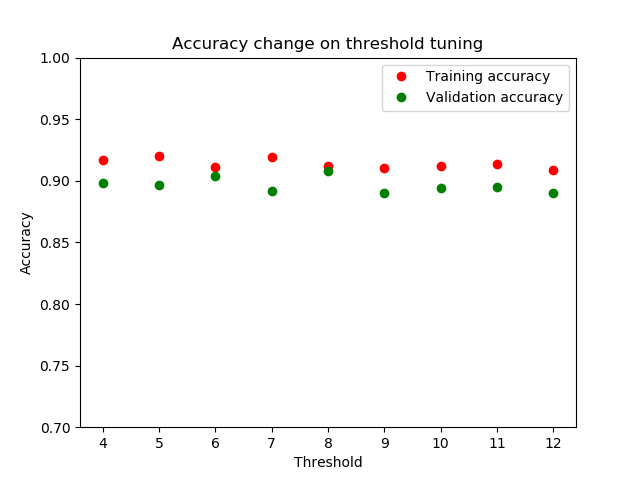 Accuracy change on threshold tuning
Training accuracy
Validation accuracy
1.00
0.95
0.90
0.85
0.80
0.75
0.70
Accuracy
4 5 6 7 8 9 10 11 12
Threshold